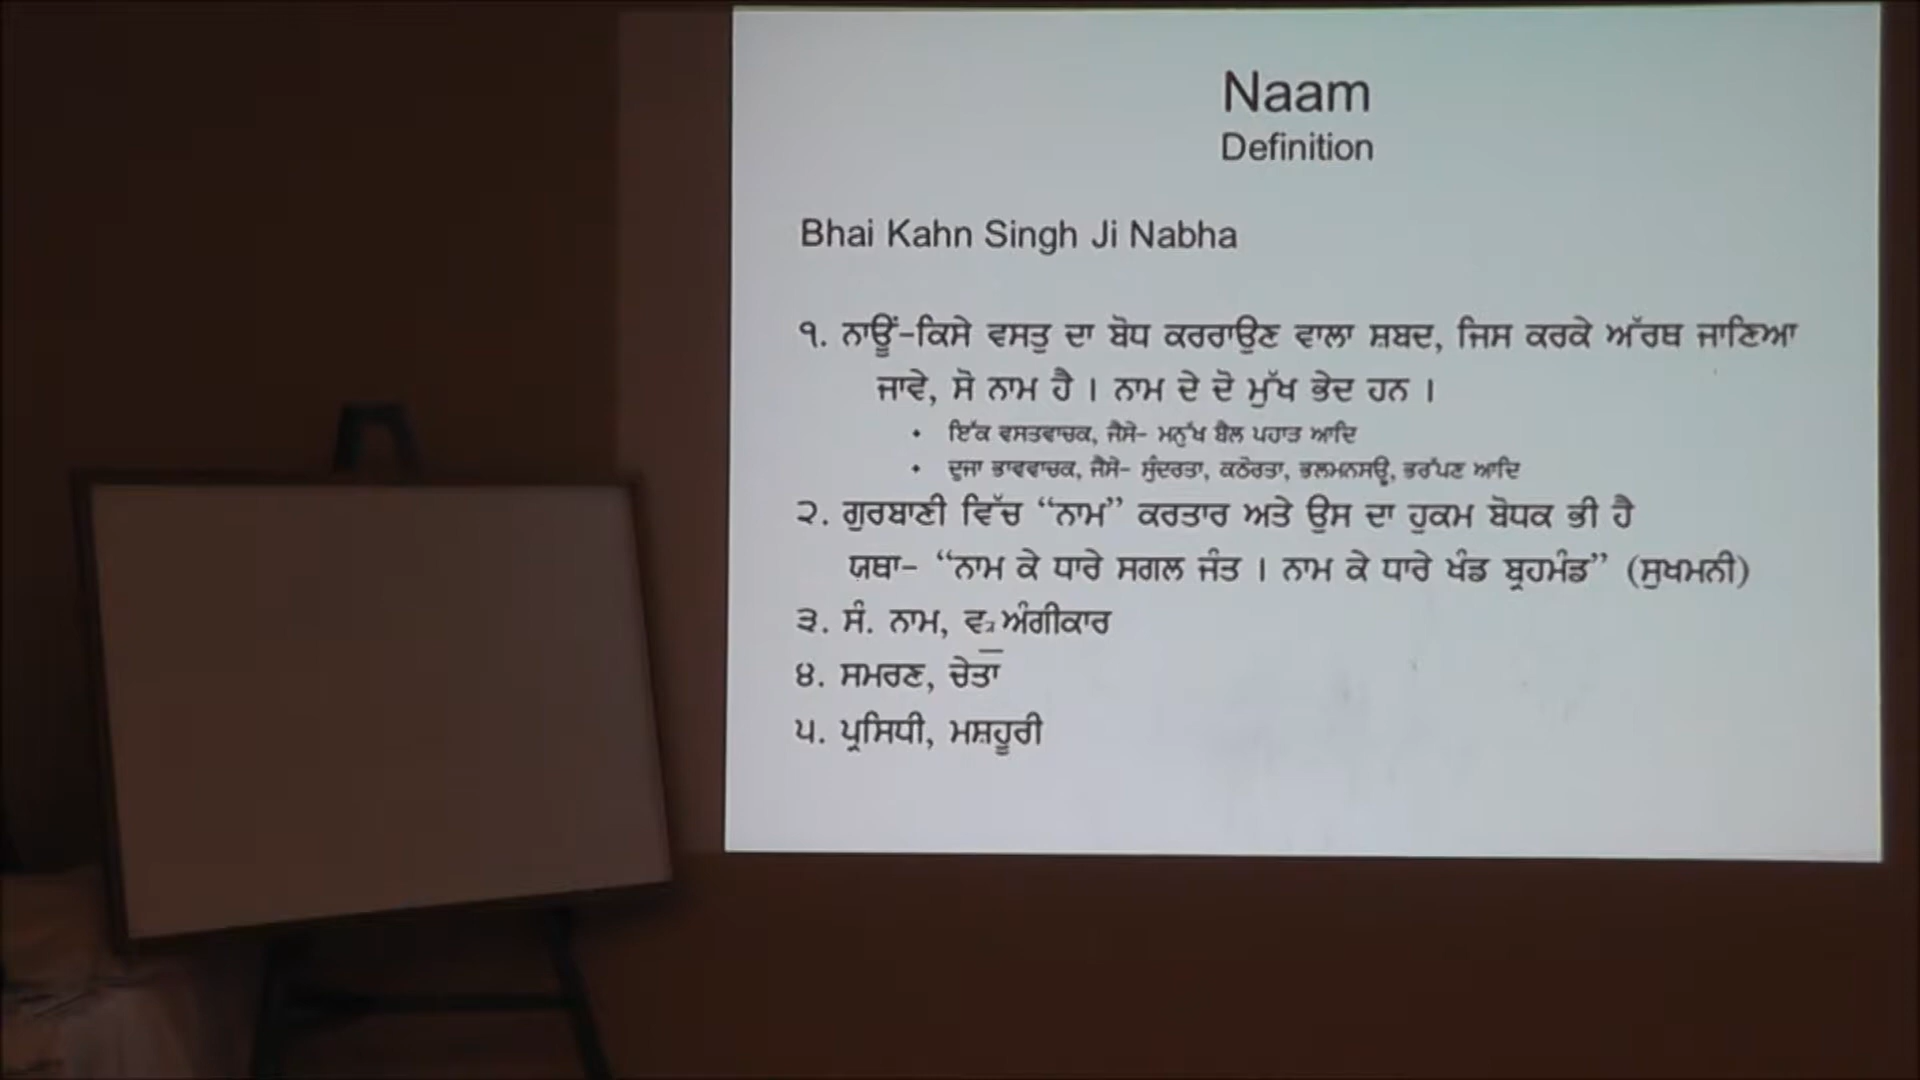 Naam
Definition
Bhai Kahn Singh Ji Nabha
੧. ਨਾਊਂ-ਕਿਸੇ ਵਸਤੁ ਦਾ ਬੋਧ ਕਰਰਾਉਣ ਵਾਲਾ ਸ਼ਬਦ, ਜਿਸ ਕਰਕੇ ਅੱਰਥ ਜਾਣਿਆ
ਜਾਵੇ, ਸੋ ਨਾਮ ਹੈ । ਨਾਮ ਦੇ ਦੋ ਮੁੱਖ ਭੇਦ ਹਨ ।
• ਇੱਕ ਵਸਤਵਾਚਕ, ਜੈਸੇ- ਮਨੁੱਖ ਬੈਲ ਪਹਾੜ ਆਦਿ
• ਦੂਜਾ ਭਾਵਵਾਚਕ, ਜੈਸੇ- ਸੁੰਦਰਤਾ, ਕਠੋਰਤਾ, ਭਲਮਨਸਊ, ਭਰੱਪਣ ਆਦਿ
੨. ਗੁਰਬਾਣੀ ਵਿੱਚ “ਨਾਮ” ਕਰਤਾਰ ਅਤੇ ਉਸ ਦਾ ਹੁਕਮ ਬੋਧਕ ਭੀ ਹੈ
ਯਥਾ- “ਨਾਮ ਕੇ ਧਾਰੇ ਸਗਲ ਜੰਤ । ਨਾਮ ਕੇ ਧਾਰੇ ਖੰਡ ਬ੍ਰਹਮੰਡ” (ਸੁਖਮਨੀ)
੩. ਸੰ. ਨਾਮ, ਅੰਗੀਕਾਰ
੪. ਸਮਰਣ, ਚੇਤਾ
੫. ਪ੍ਰਸਿਧੀ, ਮਸ਼ਹੂਰੀ